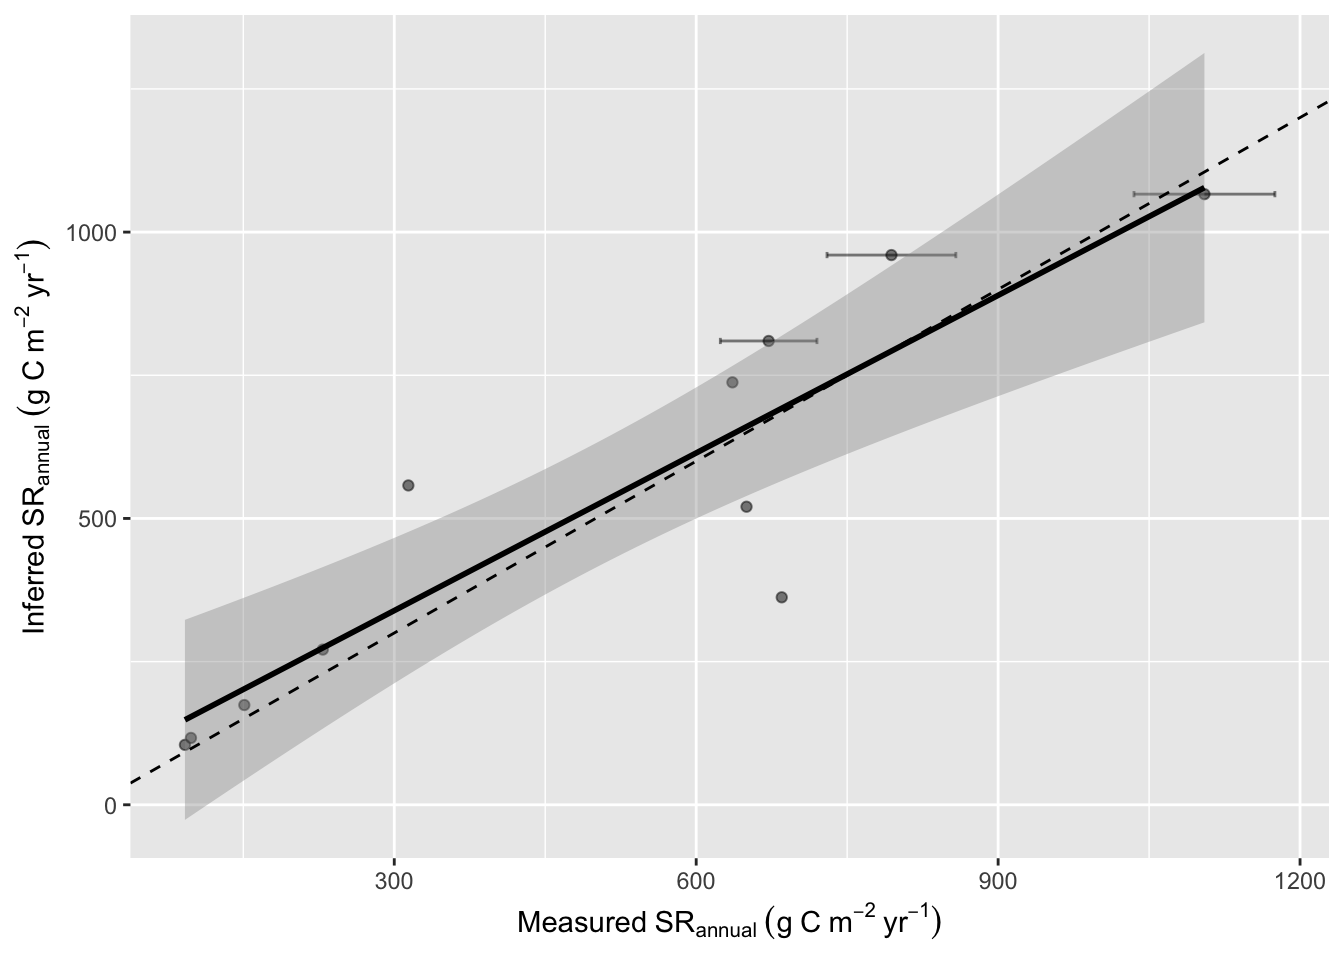 Inferred SRannual (g C m−2 yr−1)
1000
500
0
300 600 900 1200
Measured SRannual (g C m−2 yr−1)